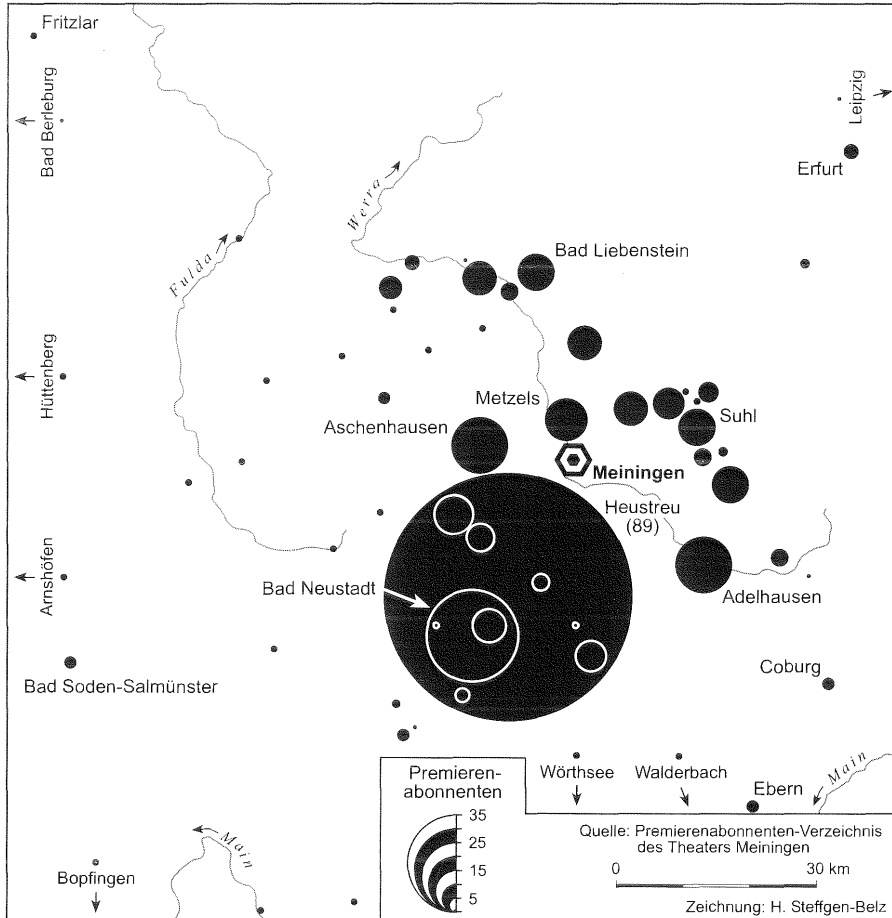 Fritzlar
Bad Berleburg
Leipzig
Erfurt
Werra
Fulda
Bad Liebenstein
Hüttenberg
Metzels
Aschenhausen
Suhl
Meiningen
Heustreu
(89)
Arnshöfen
Bad Neustadt
Adelhausen
Bad Soden-Salmünster
Coburg
Premieren-
abonnenten
35
25
15
5
Wörthsee
Walderbach
Main
Ebern
Quelle: Premierenabonnenten-Verzeichnis
des Theaters Meiningen
0 30 km
Zeichnung: H. Steffgen-Belz
Main
Bopfingen